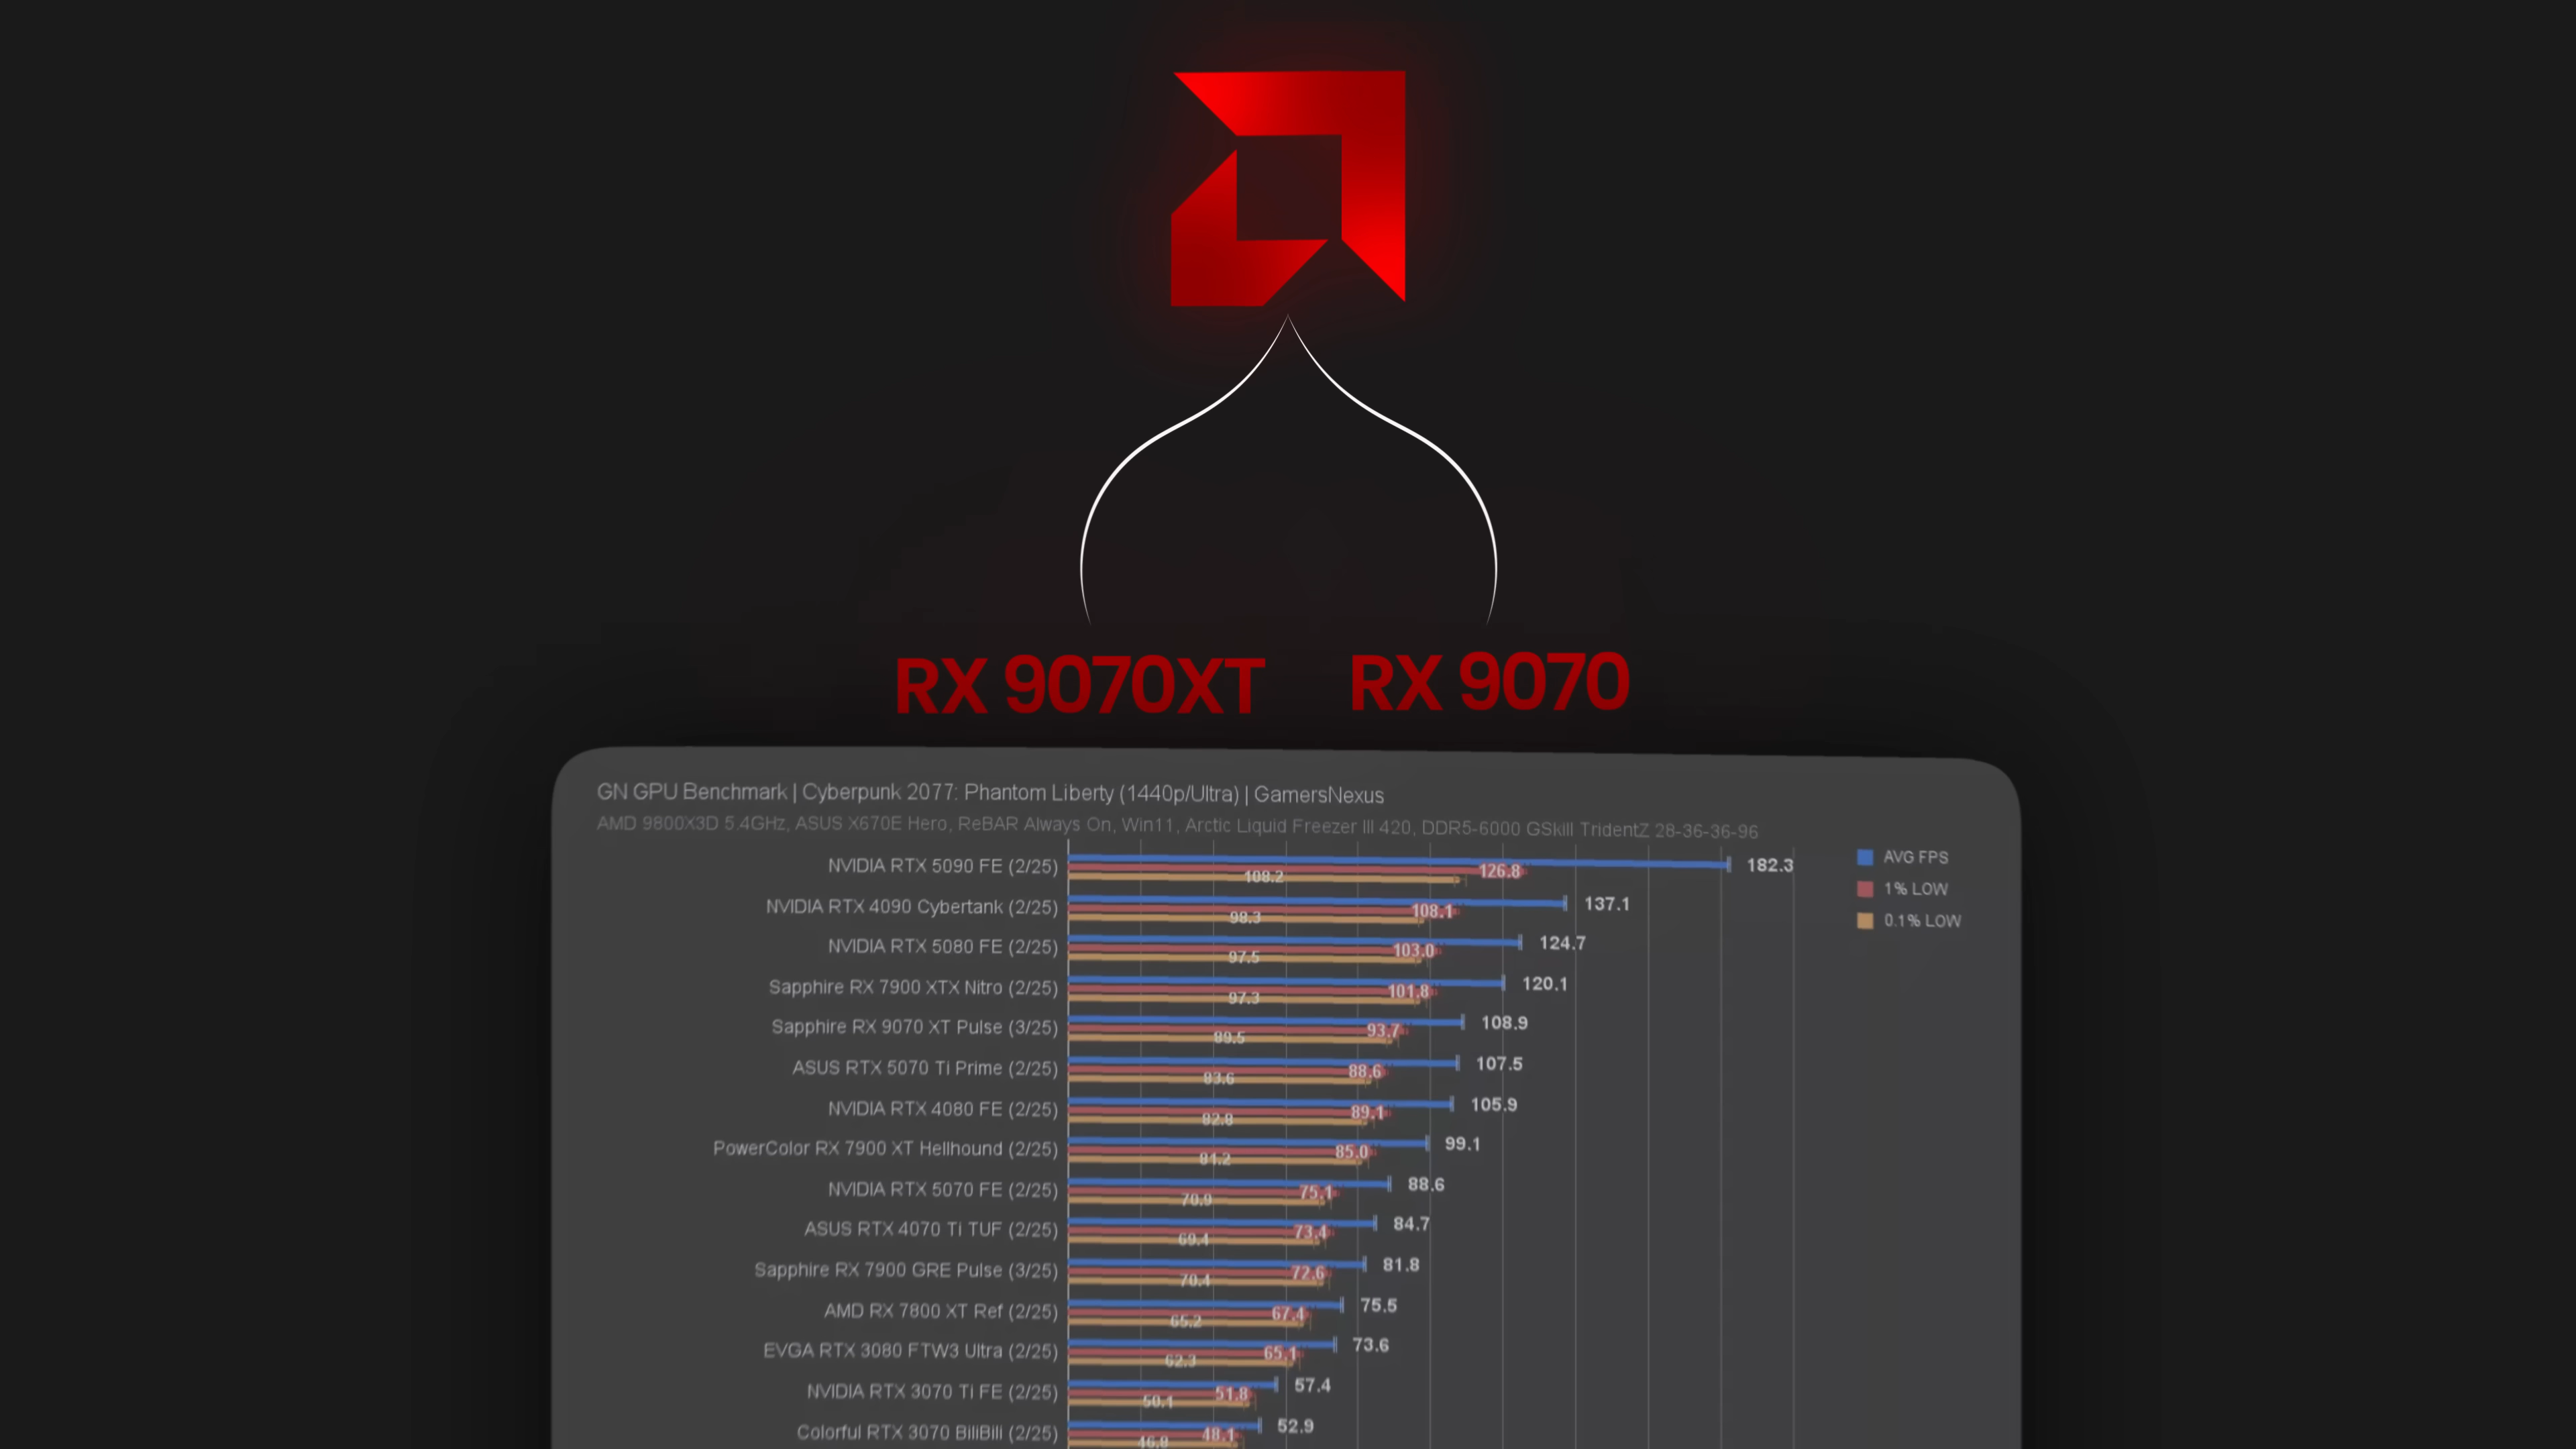 RX 9070XT RX 9070
GN GPU Benchmark | Cyberpunk 2077: Phantom Liberty (1440p/Ultra) | GamersNexus
AMD 9800X3D 5.4GHz, ASUS X670E Hero, ReBAR Always On, Win11, Arctic Liquid Freezer III 420, DDR5-6000 GSkill TridentZ 28-36-36-96
AVG FPS
1% LOW
0.1% LOW
NVIDIA RTX 5090 FE (2/25) 182.3 126.8 108.2
NVIDIA RTX 4090 Cybertank (2/25) 137.1 108.1 98.3
NVIDIA RTX 5080 FE (2/25) 124.7 103.0 97.5
Sapphire RX 7900 XTX Nitro (2/25) 120.1 101.8 97.3
Sapphire RX 9070 XT Pulse (3/25) 108.9 93.7 89.5
ASUS RTX 5070 Ti Prime (2/25) 107.5 88.6 83.6
NVIDIA RTX 4080 FE (2/25) 105.9 89.1 82.8
PowerColor RX 7900 XT Hellhound (2/25) 99.1 85.0 81.2
NVIDIA RTX 5070 FE (2/25) 88.6 75.1 70.9
ASUS RTX 4070 Ti TUF (2/25) 84.7 73.4 69.4
Sapphire RX 7900 GRE Pulse (3/25) 81.8 72.6 70.4
AMD RX 7800 XT Ref (2/25) 75.5 67.4 65.2
EVGA RTX 3080 FTW3 Ultra (2/25) 73.6 65.1 62.3
NVIDIA RTX 3070 Ti FE (2/25) 57.4 51.8 50.1
Colorful RTX 3070 BiliBili (2/25) 52.9 48.1 46.8